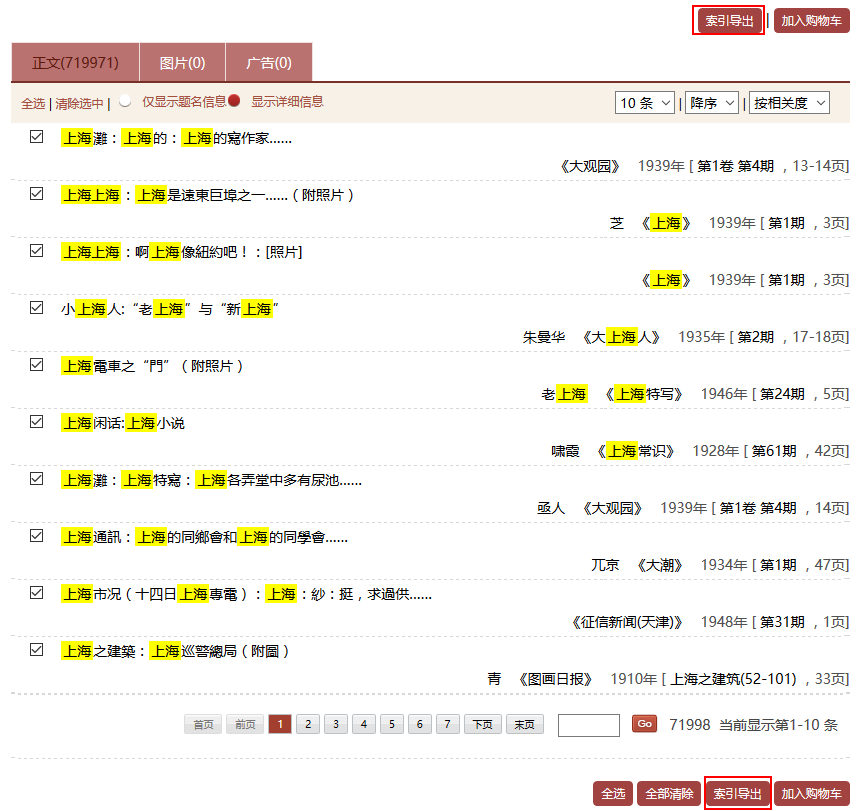 索引导出 | 加入购物车
正文(719971) 图片(0) 广告(0)
全选 | 清除选中 | 仅显示题名信息 显示详细信息 10 条 | 降序 | 按相关度
上海灘：上海的：上海的寫作家......
《大观园》 1939年 [ 第1卷 第4期 ，13-14页]
上海上海：上海是遠東巨埠之一......（附照片）
芝 《上海》 1939年 [ 第1期 ，3页]
上海上海：啊上海像紐約吧！：[照片]
《上海》 1939年 [ 第1期 ，3页]
小上海人:“老上海”与“新上海”
朱曼华 《大上海人》 1935年 [ 第2期 ，17-18页]
上海電車之“門”（附照片）
老上海 《上海特写》 1946年 [ 第24期 ，5页]
上海闲话:上海小说
啸霞 《上海常识》 1928年 [ 第61期 ，42页]
上海灘：上海特寫：上海各弄堂中多有尿池......
亟人 《大观园》 1939年 [ 第1卷 第4期 ，14页]
上海通訊：上海的同鄉會和上海的同學會......
兀京 《大潮》 1934年 [ 第1期 ，47页]
上海市况（十四日上海專電）：上海：紗：挺，求過供......
《征信新闻(天津)》 1948年 [ 第31期 ，1页]
上海之建築：上海巡警總局（附圖）
青 《图画日报》 1910年 [ 上海之建筑(52-101) ，33页]
首页 前页 1 2 3 4 5 6 7 下页 末页 Go 71998 当前显示第1-10 条
全选 全部清除 索引导出 加入购物车